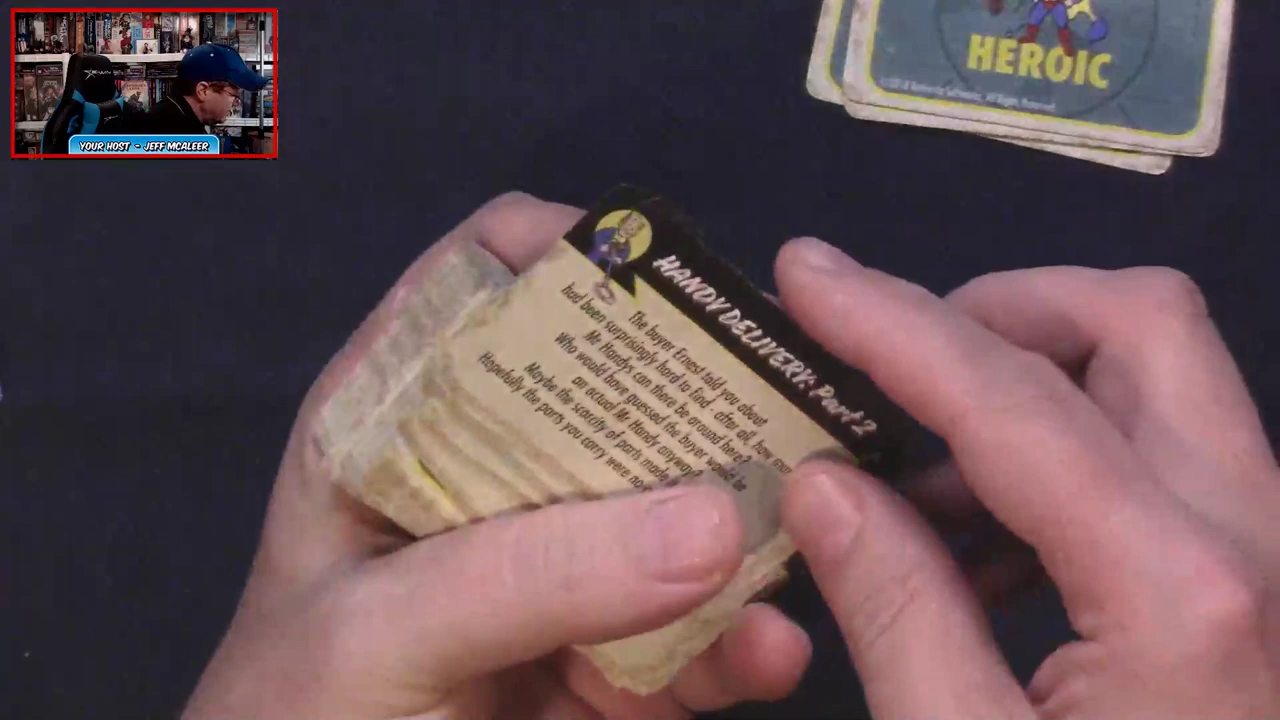 YOUR HOST - JEFF MCALEER
HEROIC
HANDY DELIVERY: Part 2
The buyer Ernest told you about
had been surprisingly hard to find - after all, how many
Mr Handys can there be around here?
Who would have guessed the buyer would be
an actual Mr Handy anyway?
Maybe the scarcity of parts made
Hopefully the parts you carry were